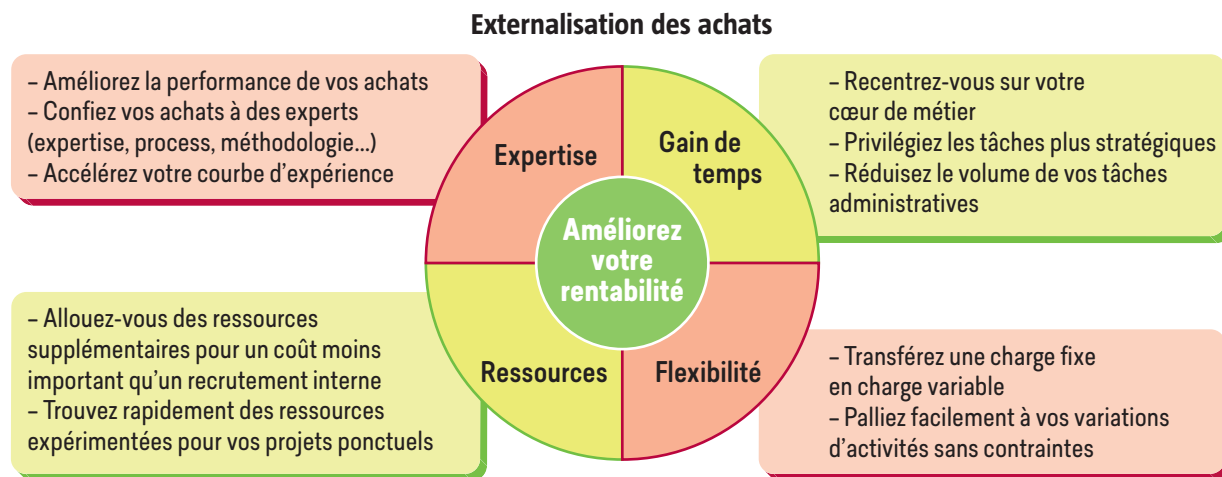 Externalisation des achats
– Améliorez la performance de vos achats
– Confiez vos achats à des experts
(expertise, process, méthodologie...)
– Accélérez votre courbe d'expérience
Expertise
Gain de
temps
– Recentrez-vous sur votre
cœur de métier
– Privilégiez les tâches plus stratégiques
– Réduisez le volume de vos tâches
administratives
Améliorez
votre
rentabilité
– Allouez-vous des ressources
supplémentaires pour un coût moins
important qu'un recrutement interne
– Trouvez rapidement des ressources
expérimentées pour vos projets ponctuels
Ressources
Flexibilité
– Transférez une charge fixe
en charge variable
– Palliez facilement à vos variations
d'activités sans contraintes